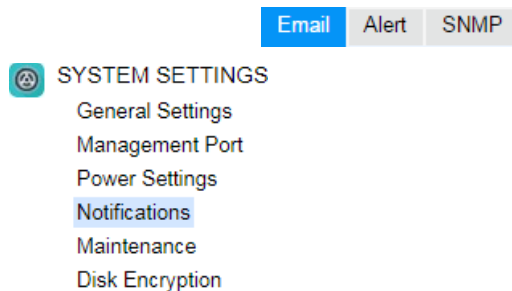 Email Alert SNMP
SYSTEM SETTINGS
General Settings
Management Port
Power Settings
Notifications
Maintenance
Disk Encryption